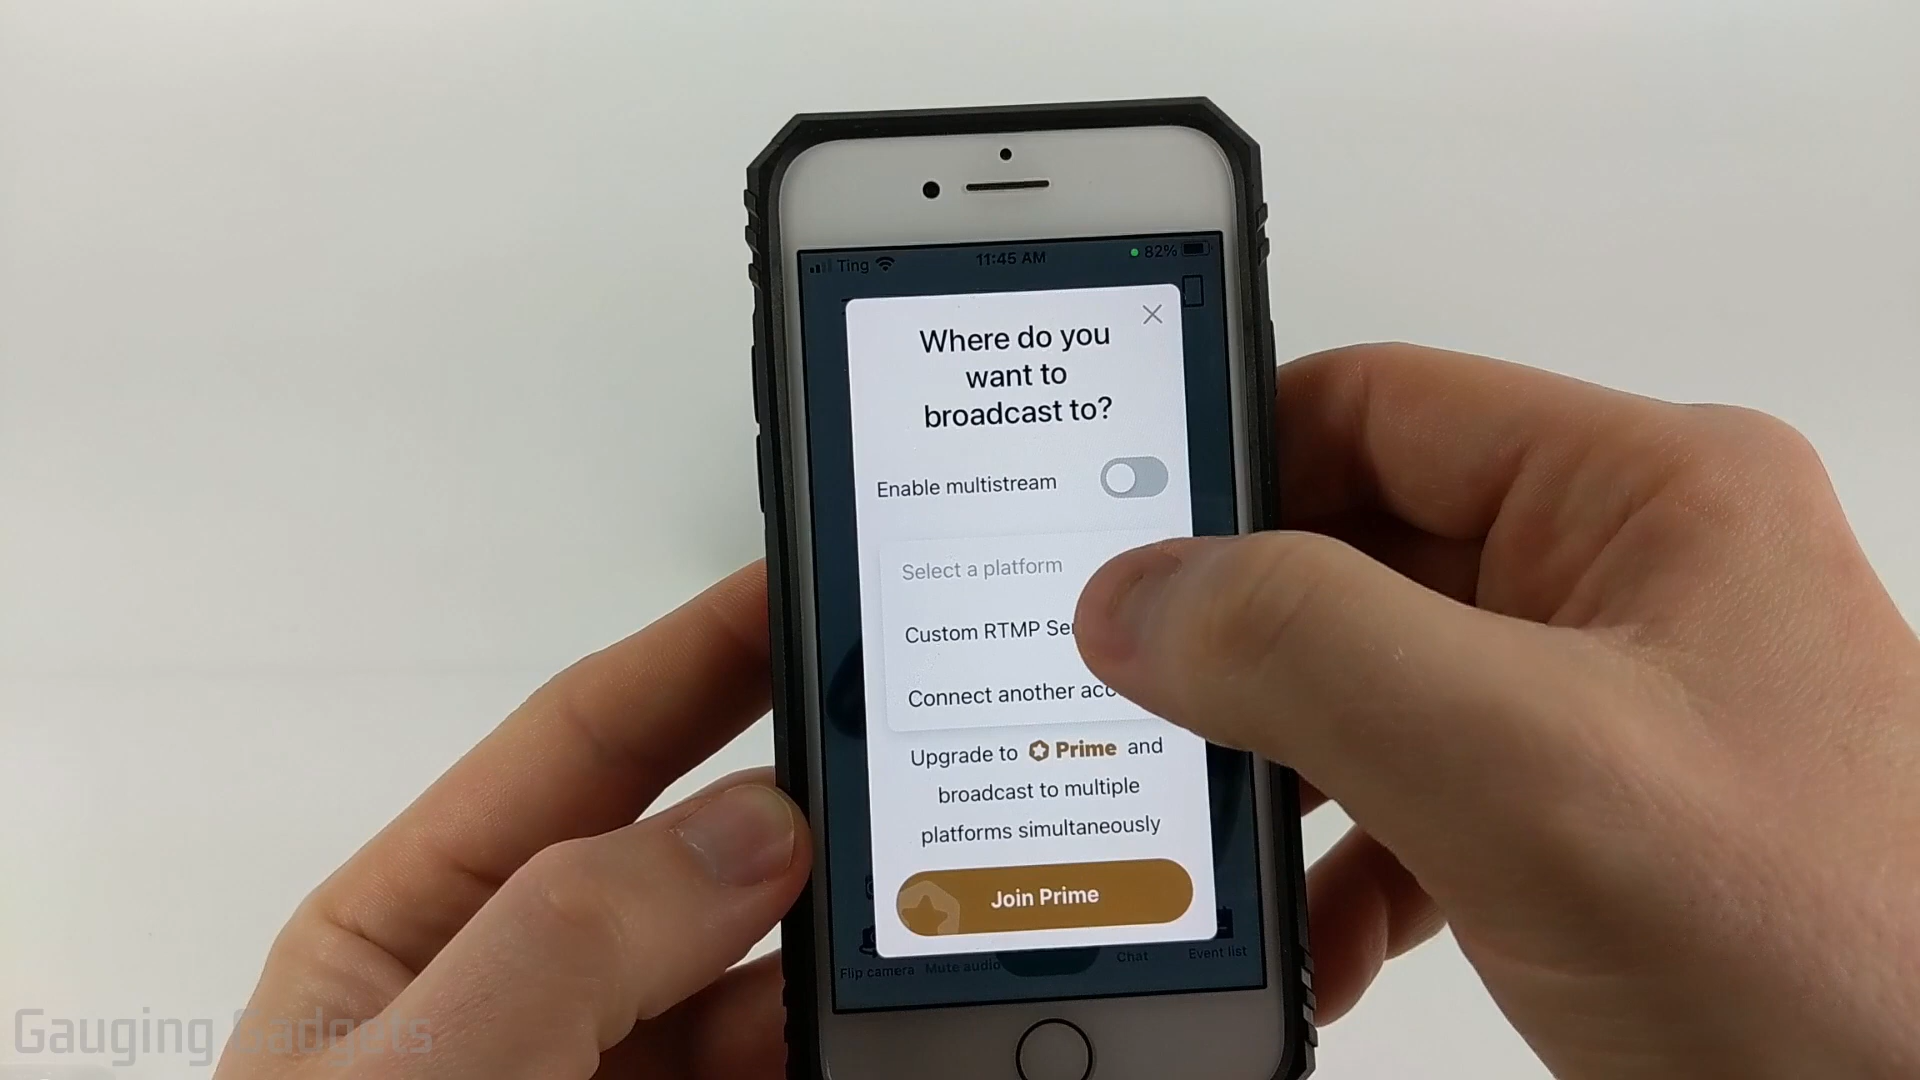 Ting
11:45 AM
82%
Where do you
want to
broadcast to?
Enable multistream
Select a platform
Custom RTMP
Connect another
Upgrade to Prime and
broadcast to multiple
platforms simultaneously
Join Prime
Flip camera
Mute audio
Chat
Event list
Gauging Gadgets